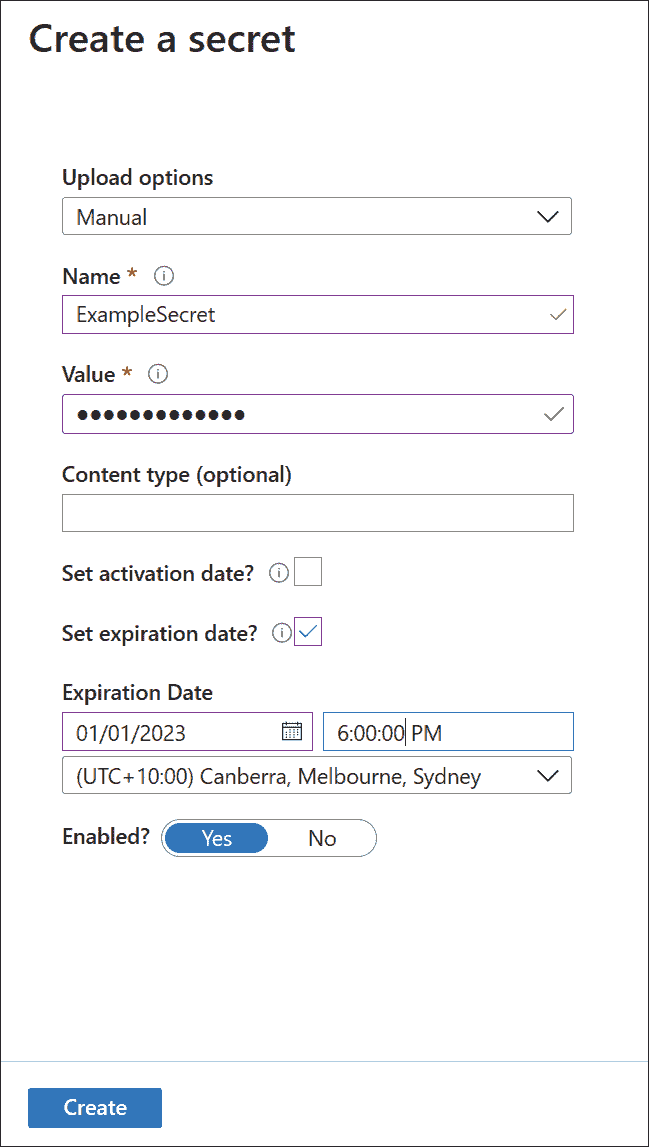 Create a secret
Upload options
Manual
Name *
ExampleSecret
Value *
●●●●●●●●●●●●●
Content type (optional)
Set activation date?
Set expiration date?
Expiration Date
01/01/2023 6:00:00 PM
(UTC+10:00) Canberra, Melbourne, Sydney
Enabled? Yes No
Create